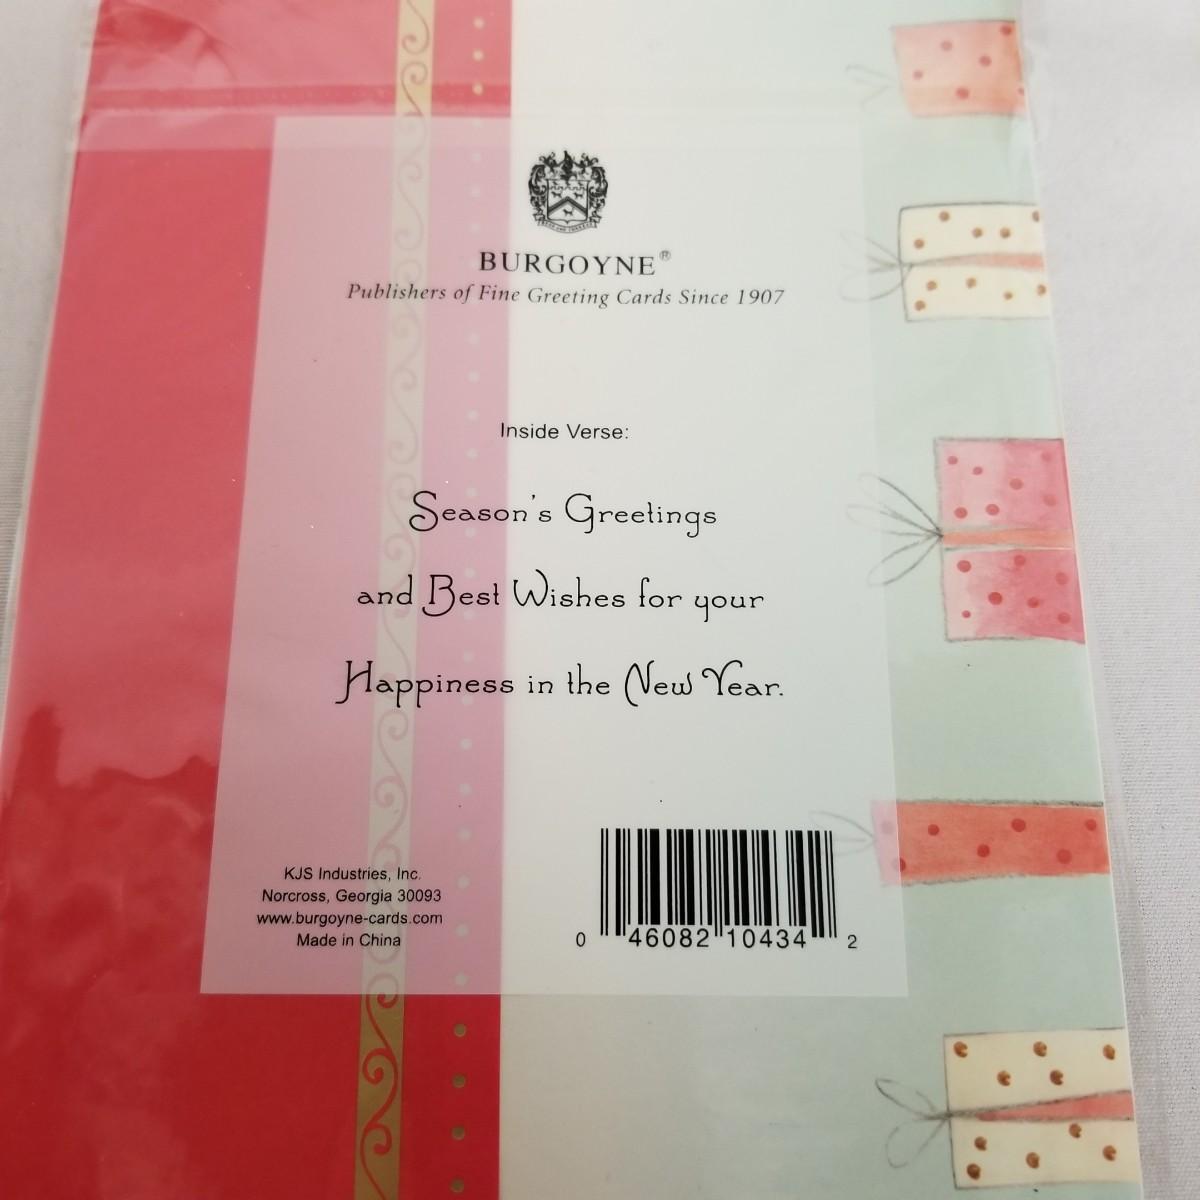 BURGOYNE®
Publishers of Fine Greeting Cards Since 1907
Inside Verse:
Season's Greetings
and Best Wishes for your
Happiness in the New Year.
KJS Industries, Inc.
Norcross, Georgia 30093
www.burgoyne-cards.com
Made in China
0 46082 10434 2